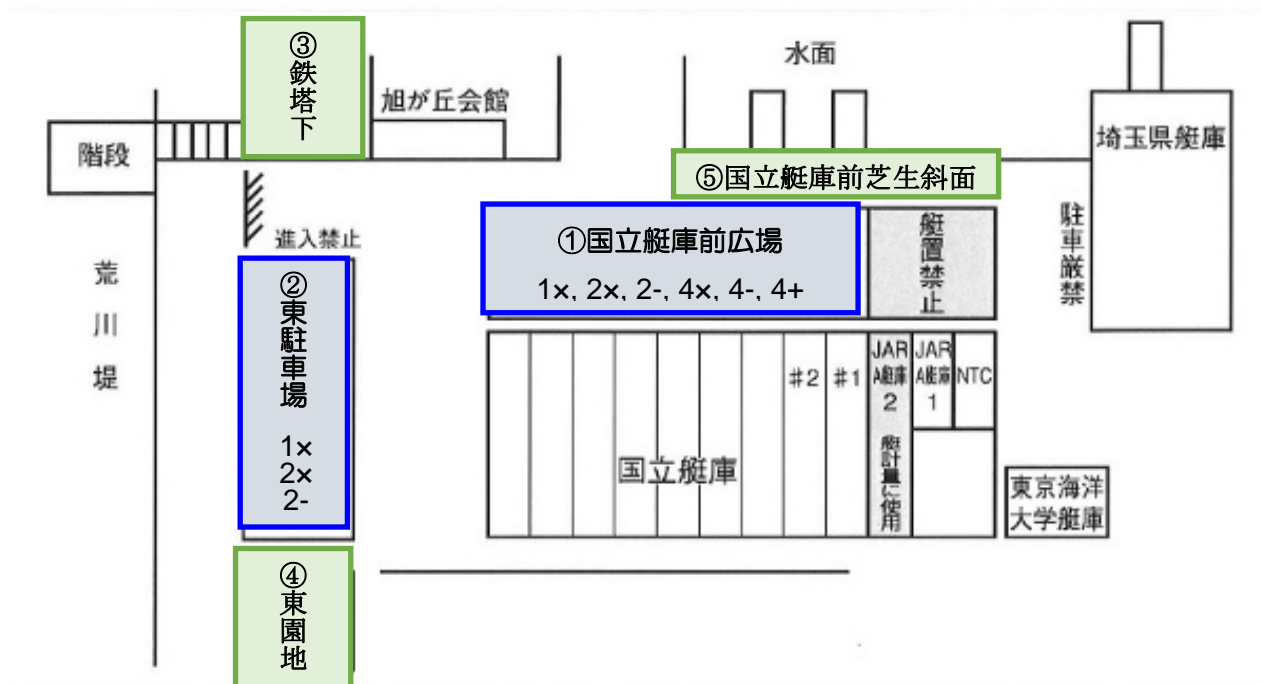 ③鉄塔下
水面
旭が丘会館
埼玉県艇庫
階段
⑤国立艇庫前芝生斜面
駐車厳禁
進入禁止
①国立艇庫前広場
1×, 2×, 2-, 4×, 4-, 4+
艇置禁止
荒川堤
②東駐車場
1×
2×
2-
国立艇庫
#2
#1
JAR
A艇庫
2
艇計量に使用
JAR
A艇庫
1
NTC
東京海洋
大学艇庫
④東園地